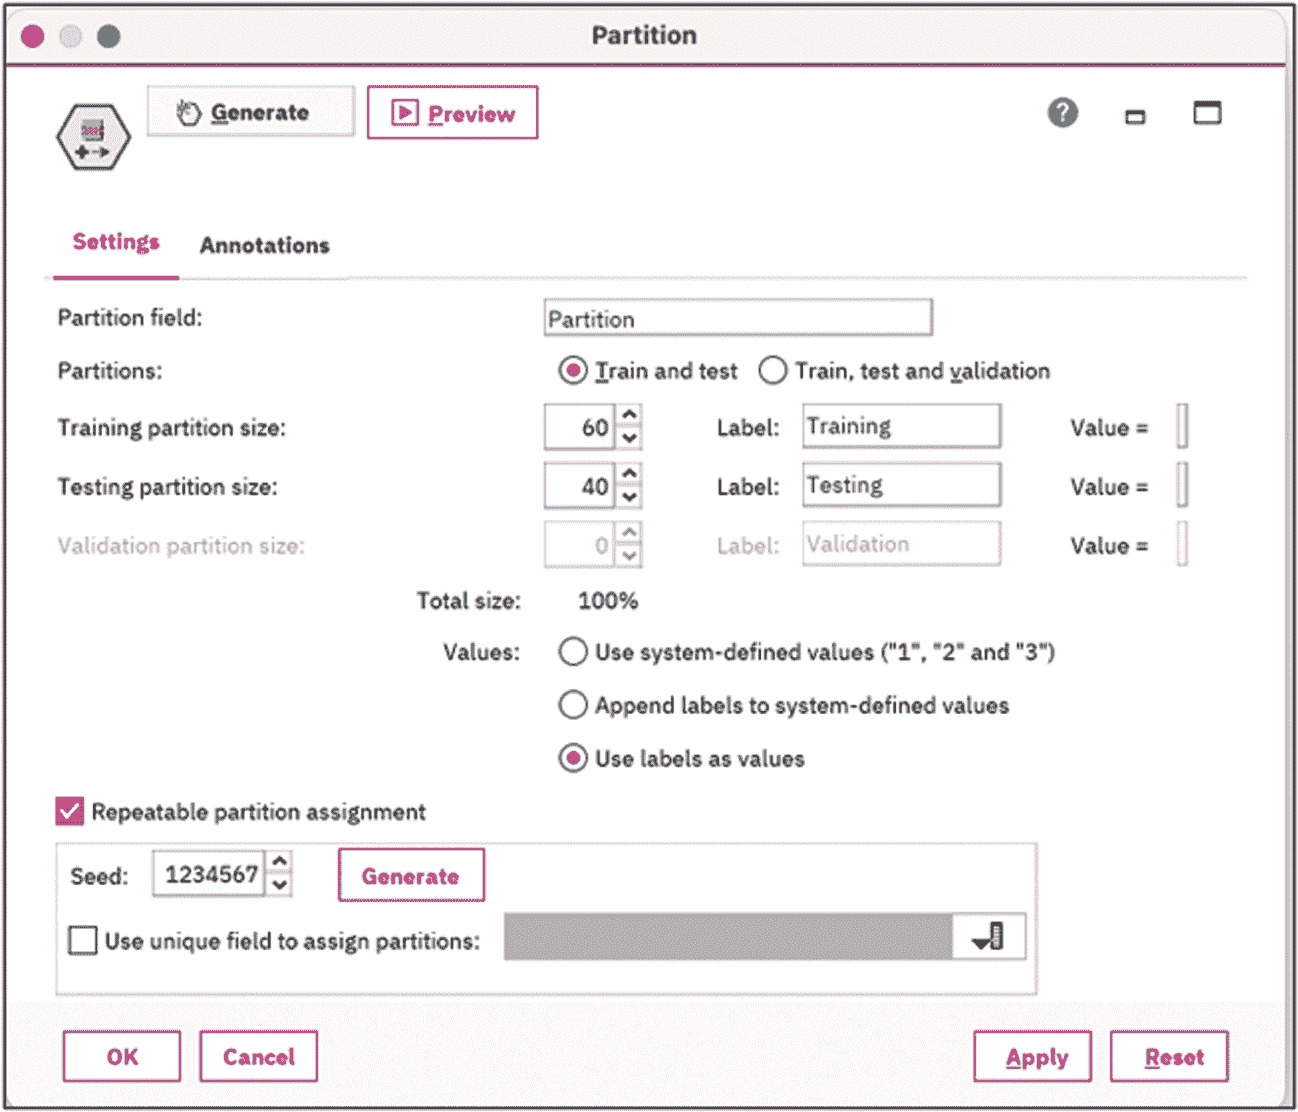 Partition
Generate Preview
?
Settings Annotations
Partition field: Partition
Partitions: Train and test Train, test and validation
Training partition size: 60 Label: Training Value =
Testing partition size: 40 Label: Testing Value =
Validation partition size: 0 Label: Validation Value =
Total size: 100%
Values: Use system-defined values ("1", "2" and "3")
Append labels to system-defined values
Use labels as values
Repeatable partition assignment
Seed: 1234567 Generate
Use unique field to assign partitions:
OK Cancel Apply Reset